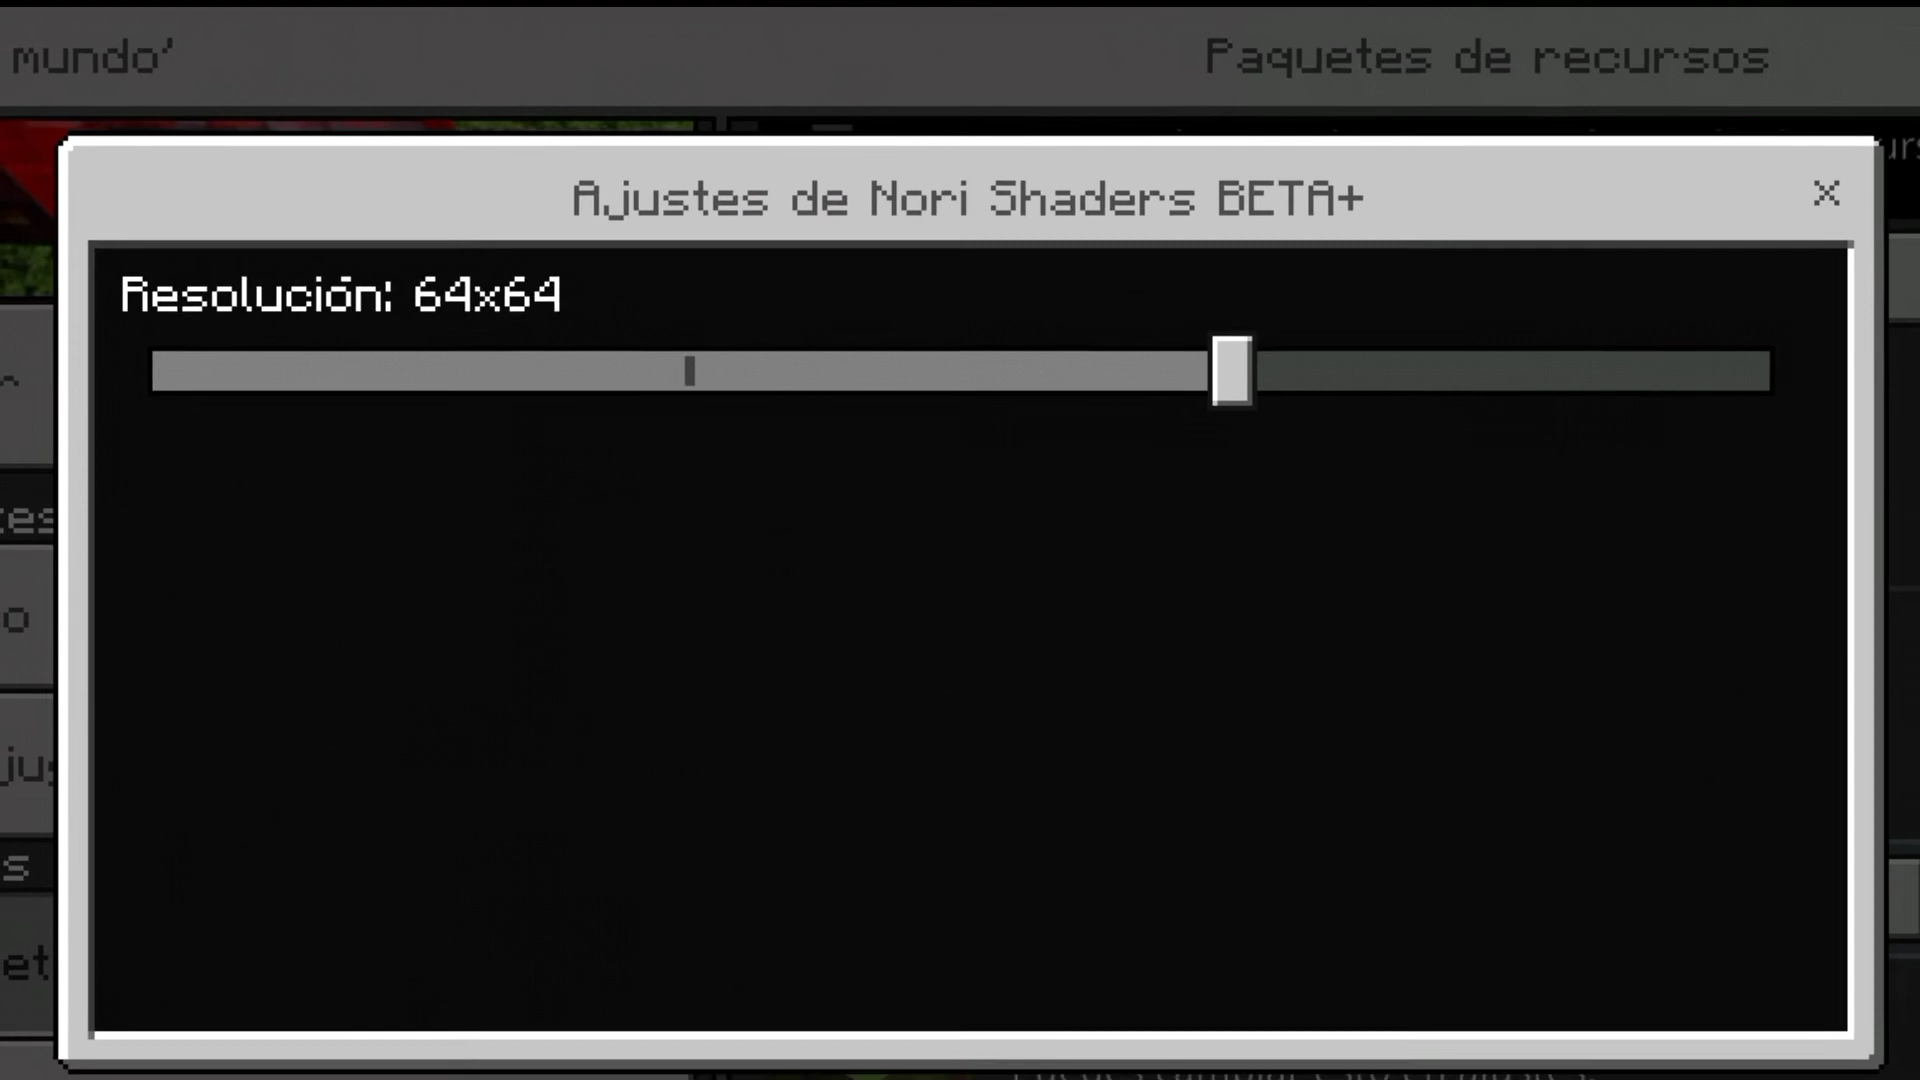 mundo'
Paquetes de recursos
Ajustes de Nori Shaders BETA+
Resolución: 64x64